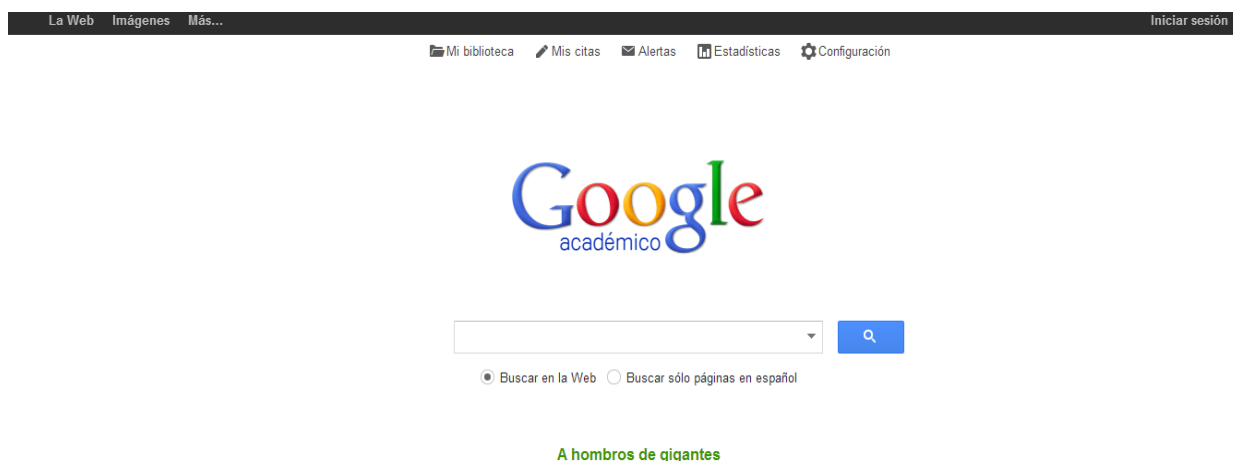 La Web Imágenes Más... Iniciar sesión
Mi biblioteca Mis citas Alertas Estadísticas Configuración
Google
académico
Buscar en la Web Buscar sólo páginas en español
A hombros de gigantes